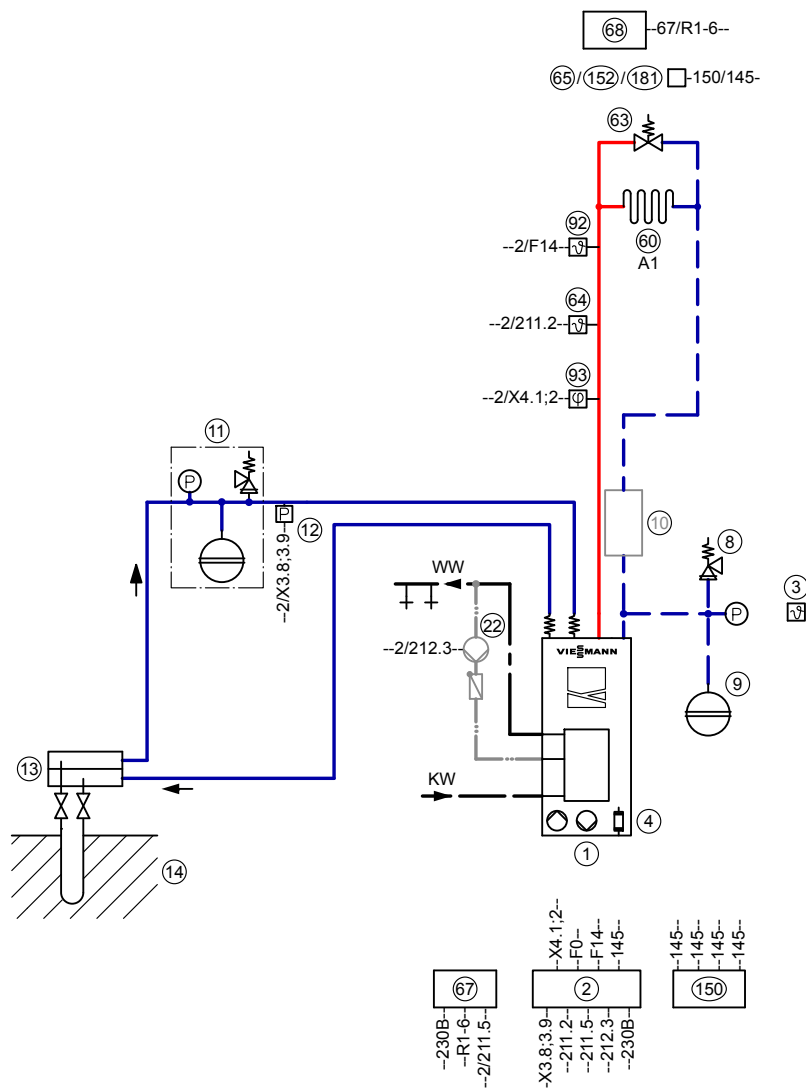 68 --67/R1-6--
65/152/181 -150/145-
63
92
60
--2/F14-- ϑ
A1
64
--2/211.2-- ϑ
93
--2/X4.1;2-- φ
11
P
P
12
--2/X3.8;3.9--
10
8
3
P
ϑ
WW
22
--2/212.3--
VIESMANN
9
13
KW
4
14
1
--X4.1;2--
--F0--
--F14--
--145--
--145--
--145--
--145--
--145--
67
2
150
--230B--
--R1-6--
--2/211.5--
-X3.8;3.9--
--211.2--
--211.5--
--212.3--
--230B